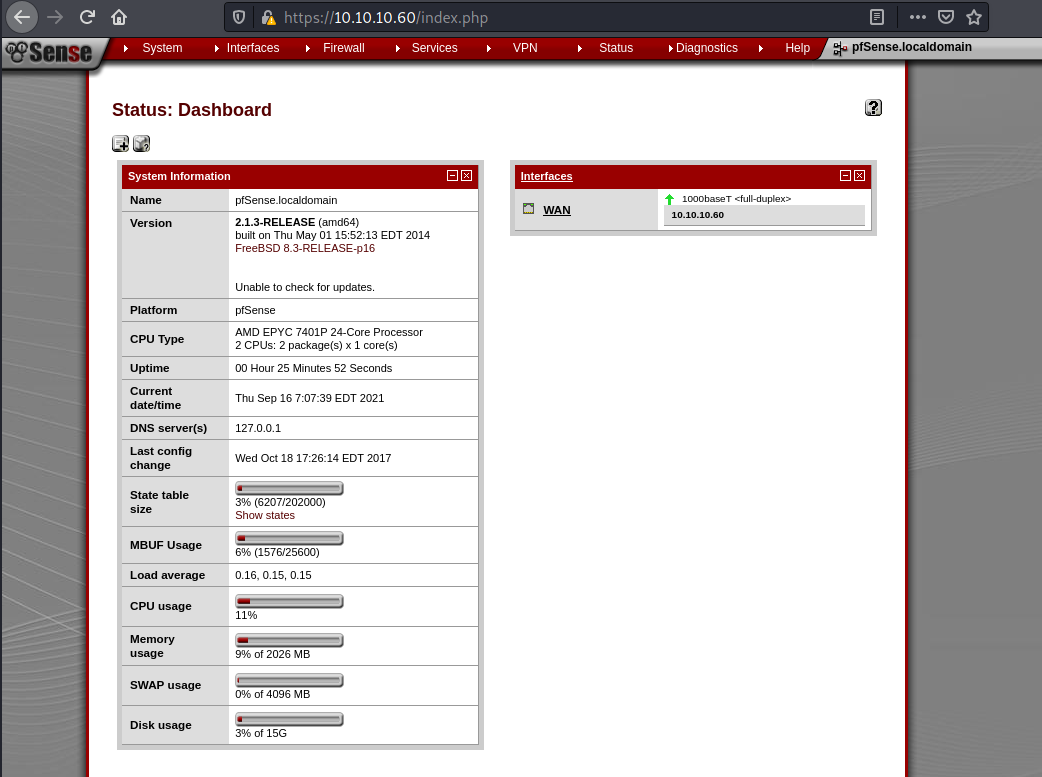 https://10.10.10.60/index.php
Sense
System
Interfaces
Firewall
Services
VPN
Status
Diagnostics
Help
pfSense.localdomain
Status: Dashboard
System Information
Name
pfSense.localdomain
Version
2.1.3-RELEASE (amd64)
built on Thu May 01 15:52:13 EDT 2014
FreeBSD 8.3-RELEASE-p16
Unable to check for updates.
Platform
pfSense
CPU Type
AMD EPYC 7401P 24-Core Processor
2 CPUs: 2 package(s) x 1 core(s)
Uptime
00 Hour 25 Minutes 52 Seconds
Current
date/time
Thu Sep 16 7:07:39 EDT 2021
DNS server(s)
127.0.0.1
Last config
change
Wed Oct 18 17:26:14 EDT 2017
State table
size
3% (6207/202000)
Show states
MBUF Usage
6% (1576/25600)
Load average
0.16, 0.15, 0.15
CPU usage
11%
Memory
usage
9% of 2026 MB
SWAP usage
0% of 4096 MB
Disk usage
3% of 15G
Interfaces
WAN
1000baseT <full-duplex>
10.10.10.60